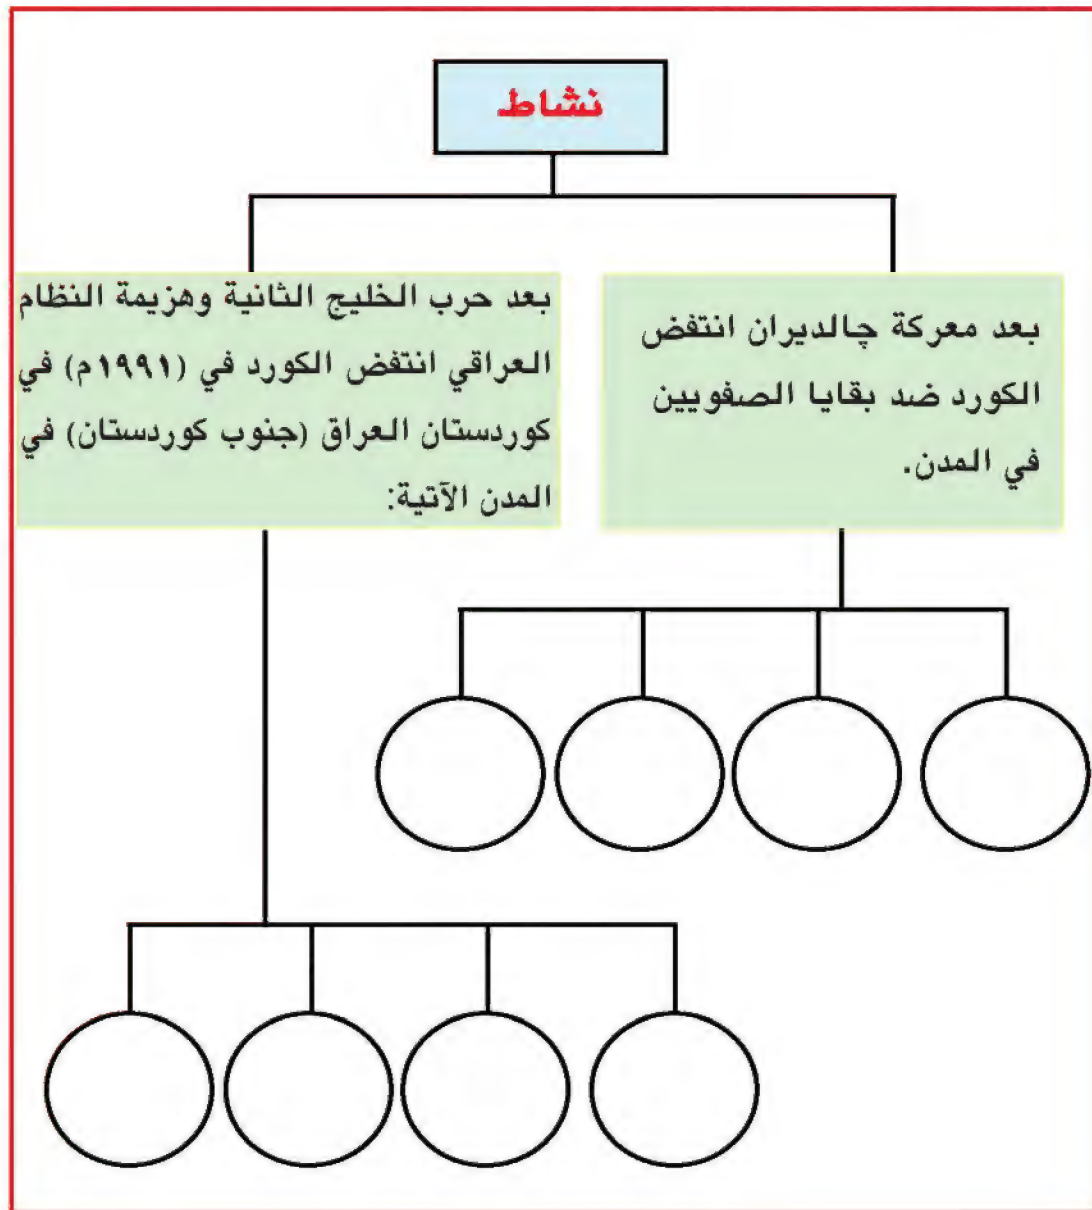 نشاط
بعد معركة چالديران انتفض
الكورد ضد بقايا الصفويين
في المدن.
بعد حرب الخليج الثانية وهزيمة النظام
العراقي انتفض الكورد في (١٩٩١م) في
كوردستان العراق (جنوب كوردستان) في
المدن الآتية: